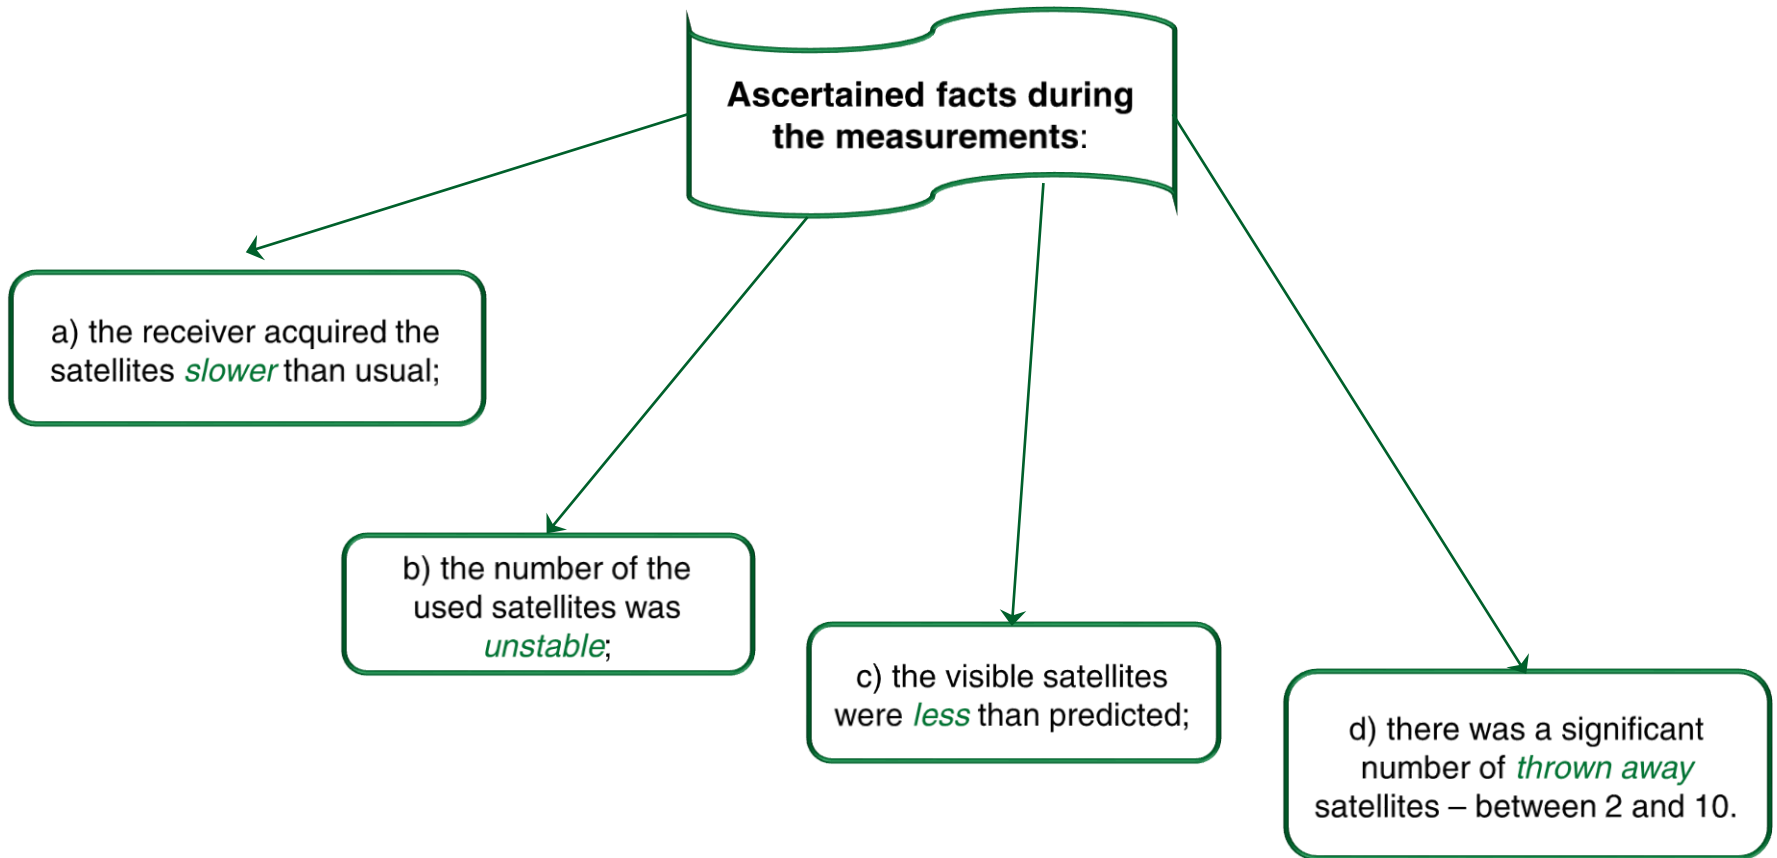 Ascertained facts during
the measurements:
a) the receiver acquired the
satellites slower than usual;
b) the number of the
used satellites was
unstable;
c) the visible satellites
were less than predicted;
d) there was a significant
number of thrown away
satellites – between 2 and 10.